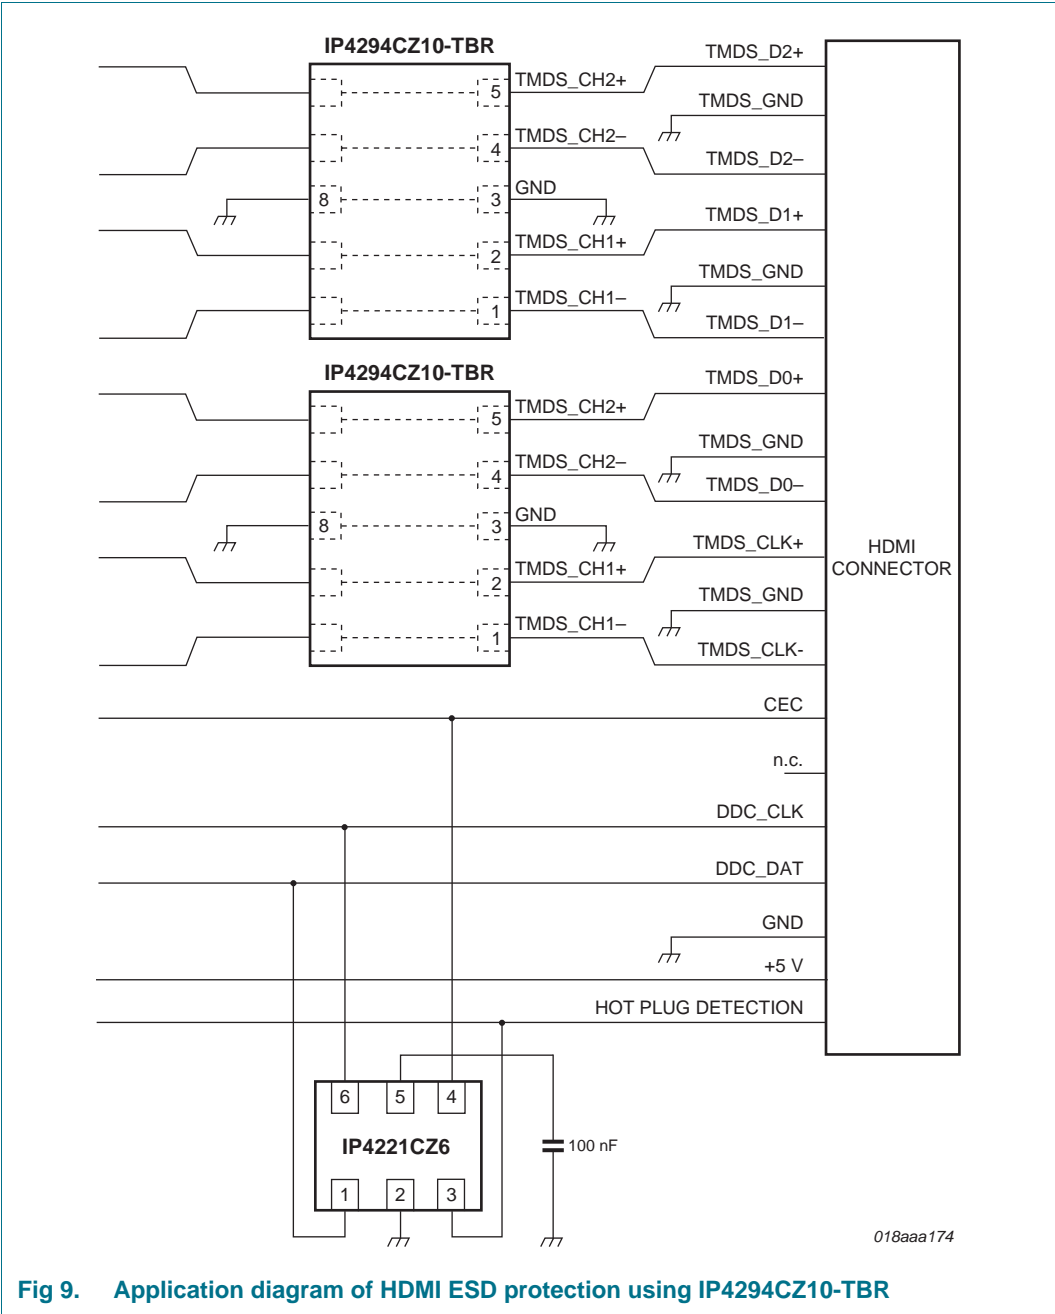 IP4294CZ10-TBR
TMDS_D2+
5 TMDS_CH2+
TMDS_GND
4 TMDS_CH2–
TMDS_D2–
8 3 GND
TMDS_D1+
2 TMDS_CH1+
TMDS_GND
1 TMDS_CH1–
TMDS_D1–
IP4294CZ10-TBR
TMDS_D0+
5 TMDS_CH2+
TMDS_GND
4 TMDS_CH2–
TMDS_D0–
8 3 GND
TMDS_CLK+
HDMI
CONNECTOR
2 TMDS_CH1+
TMDS_GND
1 TMDS_CH1–
TMDS_CLK-
CEC
n.c.
DDC_CLK
DDC_DAT
GND
+5 V
HOT PLUG DETECTION
6 5 4
IP4221CZ6
100 nF
1 2 3
018aaa174
Fig 9. Application diagram of HDMI ESD protection using IP4294CZ10-TBR